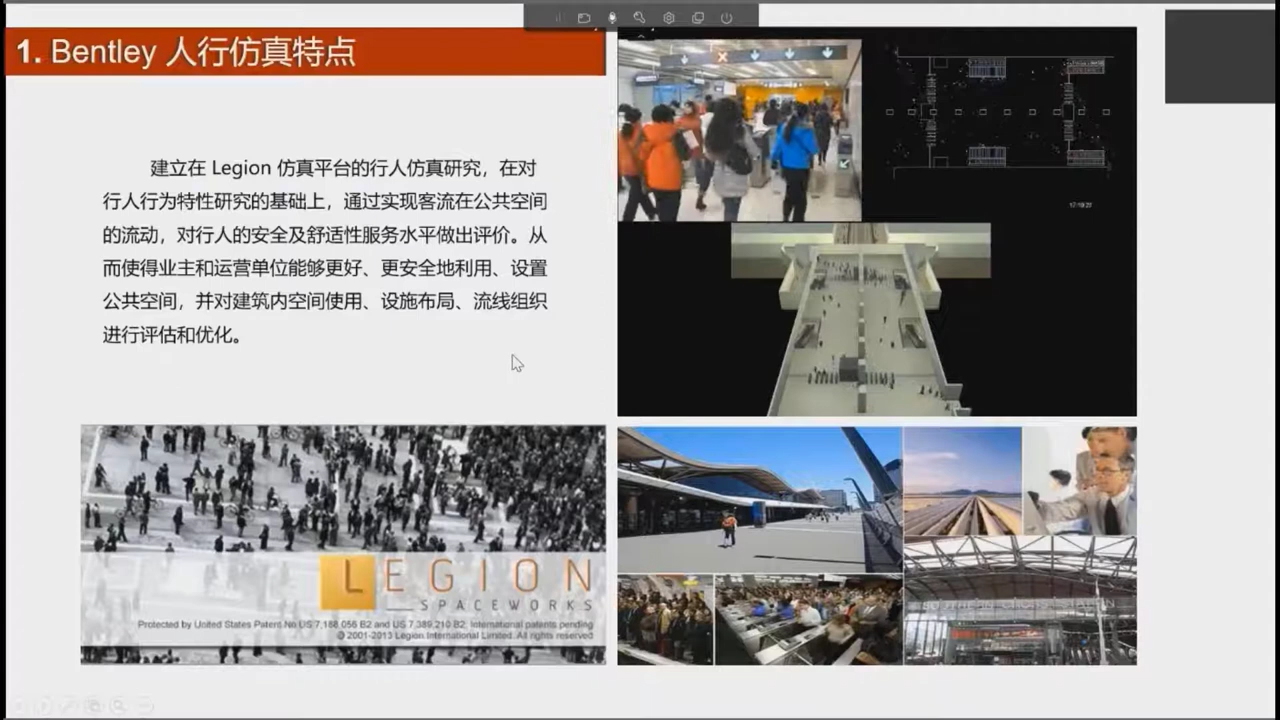 1. Bentley 人行仿真特点
建立在 Legion 仿真平台的行人仿真研究，在对
行人行为特性研究的基础上，通过实现客流在公共空间
的流动，对行人的安全及舒适性服务水平做出评价。从
而使得业主和运营单位能够更好、更安全地利用、设置
公共空间，并对建筑内空间使用、设施布局、流线组织
进行评估和优化。
LEGION
SPACEWORKS
Protected by United States Patent No US 7,188,056 B2 and US 7,389,210 B2; International patents pending
© 2001-2013 Legion International Limited. All rights reserved
SOUTHERN CROSS STATION